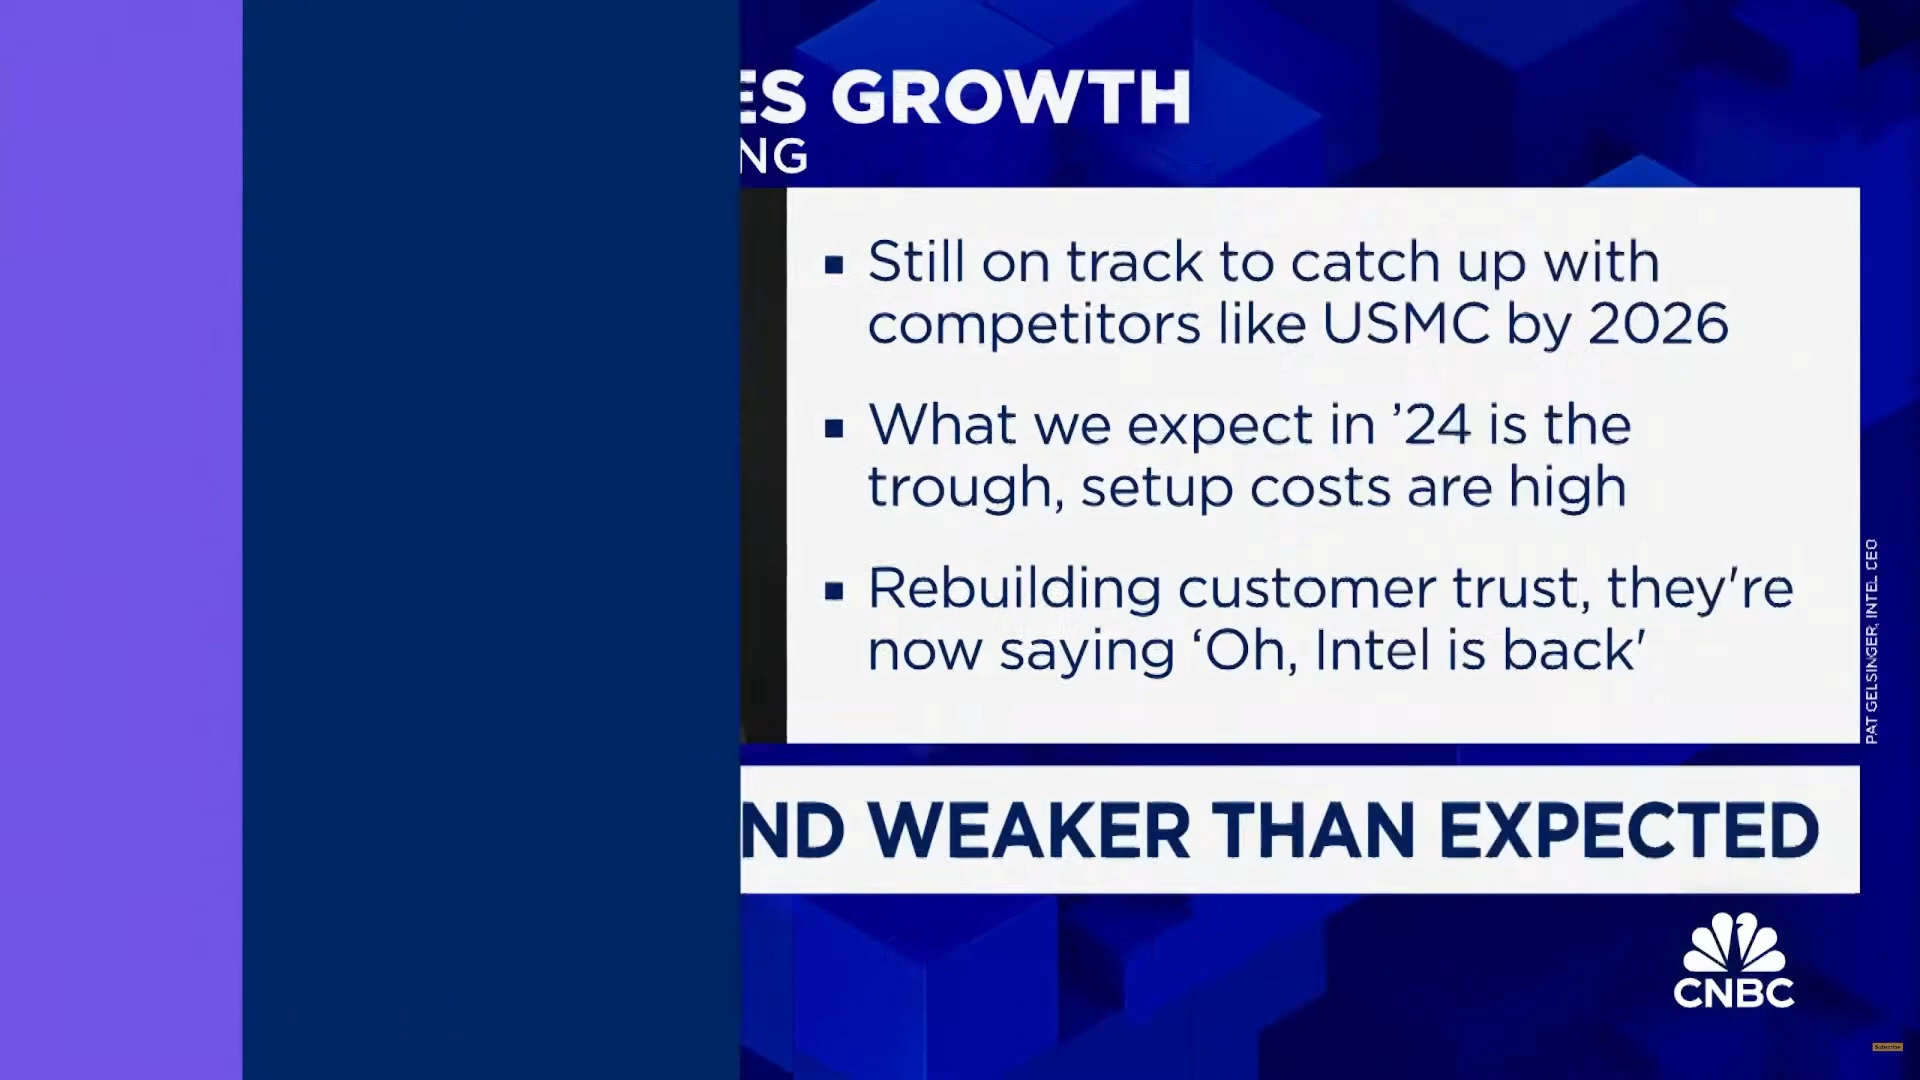 ES GROWTH
NG
▪ Still on track to catch up with
competitors like USMC by 2026
▪ What we expect in ’24 is the
trough, setup costs are high
▪ Rebuilding customer trust, they're
now saying ‘Oh, Intel is back'
PAT GELSINGER, INTEL CEO
ND WEAKER THAN EXPECTED
CNBC
Subscribe